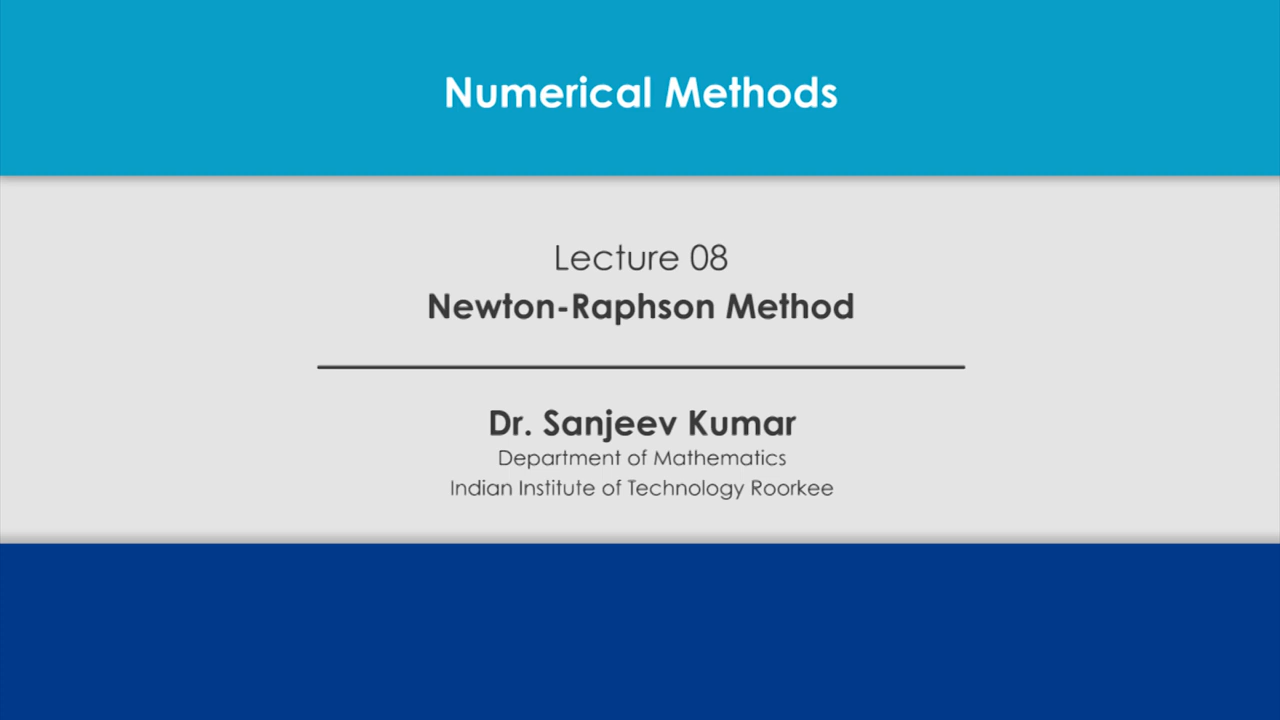 Numerical Methods
Lecture 08
Newton-Raphson Method
Dr. Sanjeev Kumar
Department of Mathematics
Indian Institute of Technology Roorkee